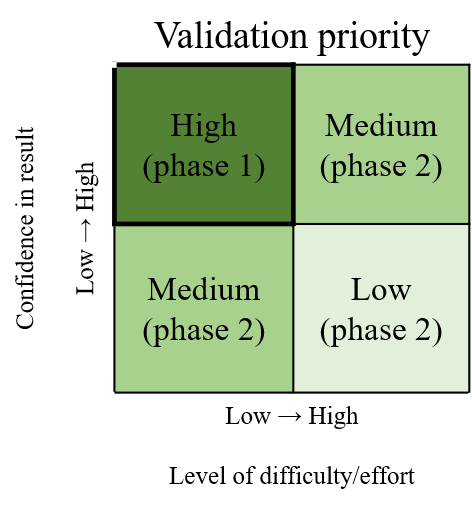 Validation priority
High
(phase 1)
Medium
(phase 2)
Medium
(phase 2)
Low
(phase 2)
Confidence in result
Low → High
Low → High
Level of difficulty/effort